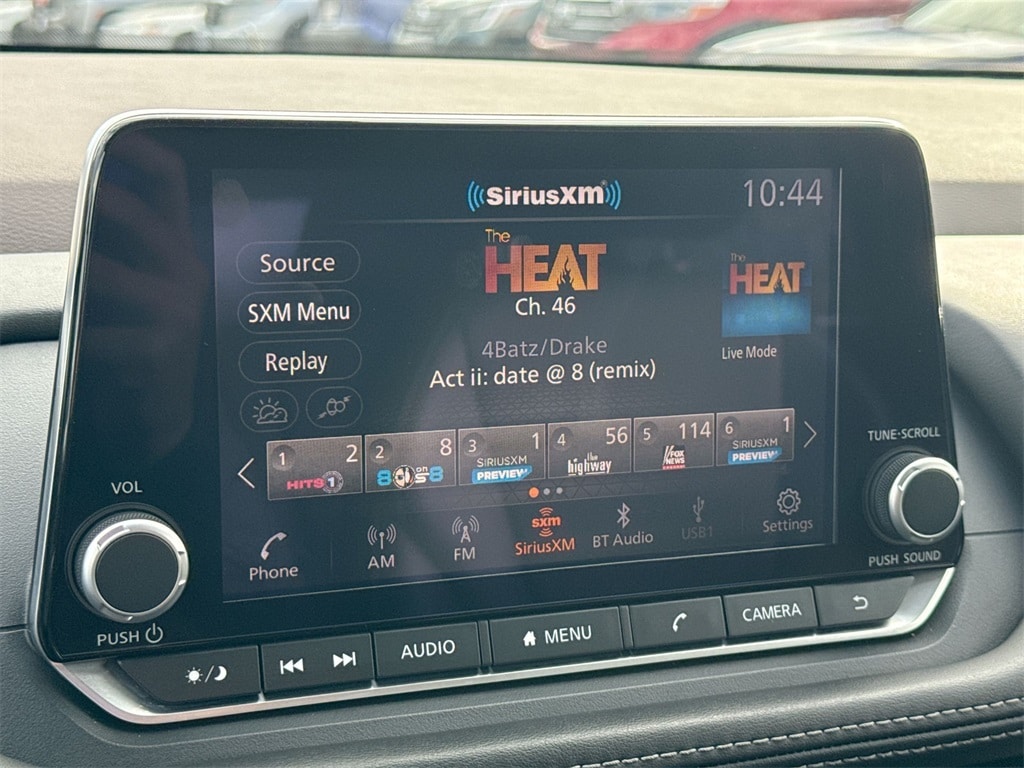 SiriusXM
10:44
Source
SXM Menu
Replay
The
HEAT
Ch. 46
The
HEAT
Live Mode
4Batz/Drake
Act ii: date @ 8 (remix)
1 2
HITS 1
2 8
80s on 8
3 1
SIRIUSXM
PREVIEW
4 56
the
highway
5 114
FOX
NEWS
6 1
SIRIUSXM
PREVIEW
Phone
AM
FM
sxm
SiriusXM
BT Audio
USB1
Settings
VOL
PUSH
TUNE·SCROLL
PUSH SOUND
AUDIO
MENU
CAMERA